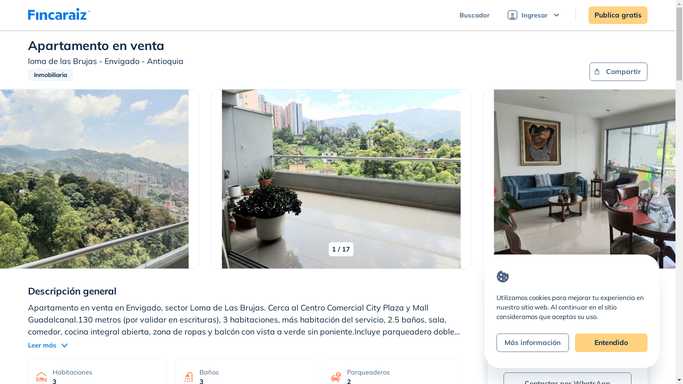 Fincaraiz
Buscador
Ingresar
Publica gratis
Apartamento en venta
loma de las Brujas - Envigado - Antioquia
Inmobiliaria
Compartir
1 / 17
Descripción general
Apartamento en venta en Envigado, sector Loma de Las Brujas. Cerca al Centro Comercial City Plaza y Mall
Guadalcanal.130 metros (por validar en escrituras), 3 habitaciones, más habitación del servicio, 2.5 baños, sala,
comedor, cocina integral abierta, zona de ropas y balcón con vista a verde sin poniente.Incluye parqueadero doble...
Leer más
Habitaciones
3
Baños
3
Parqueaderos
2
Utilizamos cookies para mejorar tu experiencia en
nuestro sitio web. Al continuar en el sitio
consideramos que aceptas su uso.
Más información
Entendido
Contactar por WhatsApp